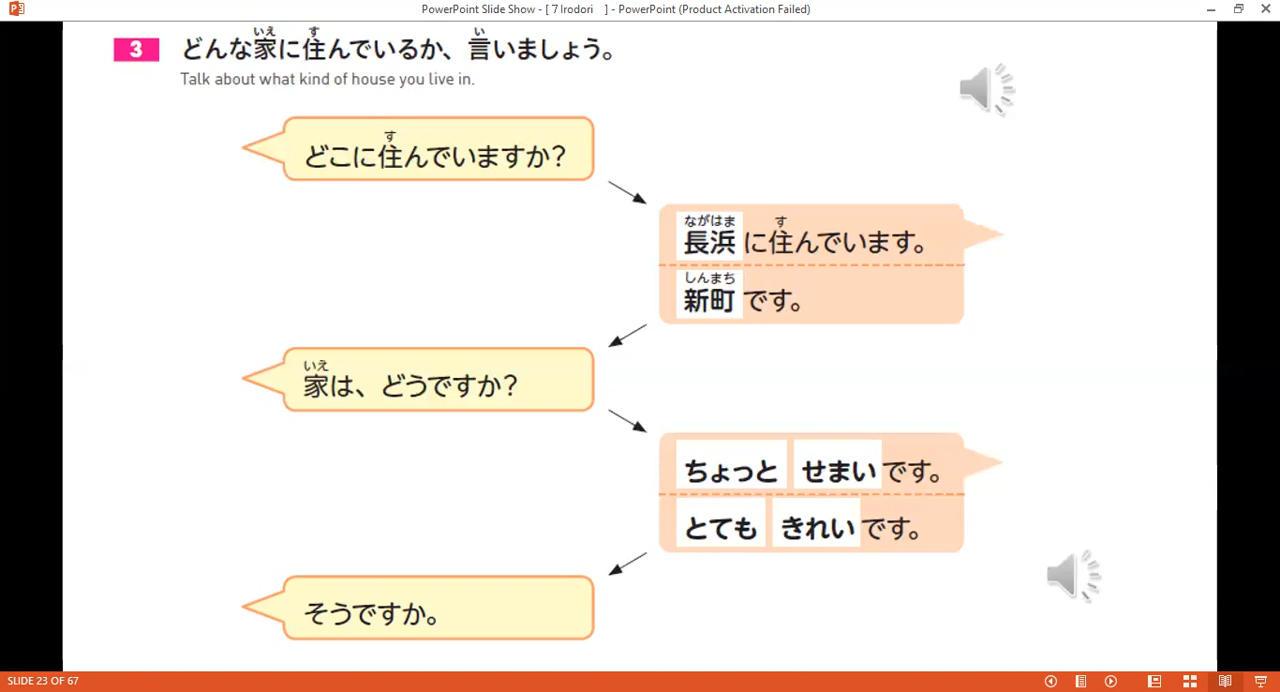 PowerPoint Slide Show - [ 7 Irodori ] - PowerPoint (Product Activation Failed)
3
いえ す い
どんな家に住んでいるか、言いましょう。
Talk about what kind of house you live in.
す
どこに住んでいますか?
ながはま す
長浜に住んでいます。
しんまち
新町です。
いえ
家は、どうですか?
ちょっと せまいです。
とても きれいです。
そうですか。
SLIDE 23 OF 67